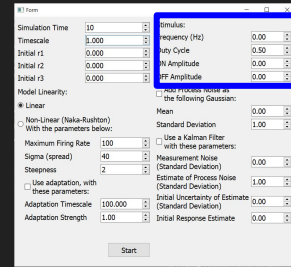 Form
Simulation Time 10
Timescale 1.000
Initial r1 0.000
Initial r2 0.000
Initial r3 0.000
Model Linearity:
Linear
Non-Linear (Naka-Rushton)
With the parameters below:
Maximum Firing Rate 100
Sigma (spread) 40
Steepness 2
Use adaptation, with
these parameters:
Adaptation Timescale 100.000
Adaptation Strength 1.00
Stimulus:
Frequency (Hz) 0.00
Duty Cycle 0.50
ON Amplitude 0.00
OFF Amplitude 0.00
Add Process Noise as
the following Gaussian:
Mean 0.00
Standard Deviation 1.00
Use a Kalman Filter
with these parameters:
Measurement Noise
(Standard Deviation) 0.00
Estimate of Process Noise
(Standard Deviation) 1.00
Initial Uncertainty of Estimate
(Standard Deviation) 0.00
Initial Response Estimate 0.00
Start